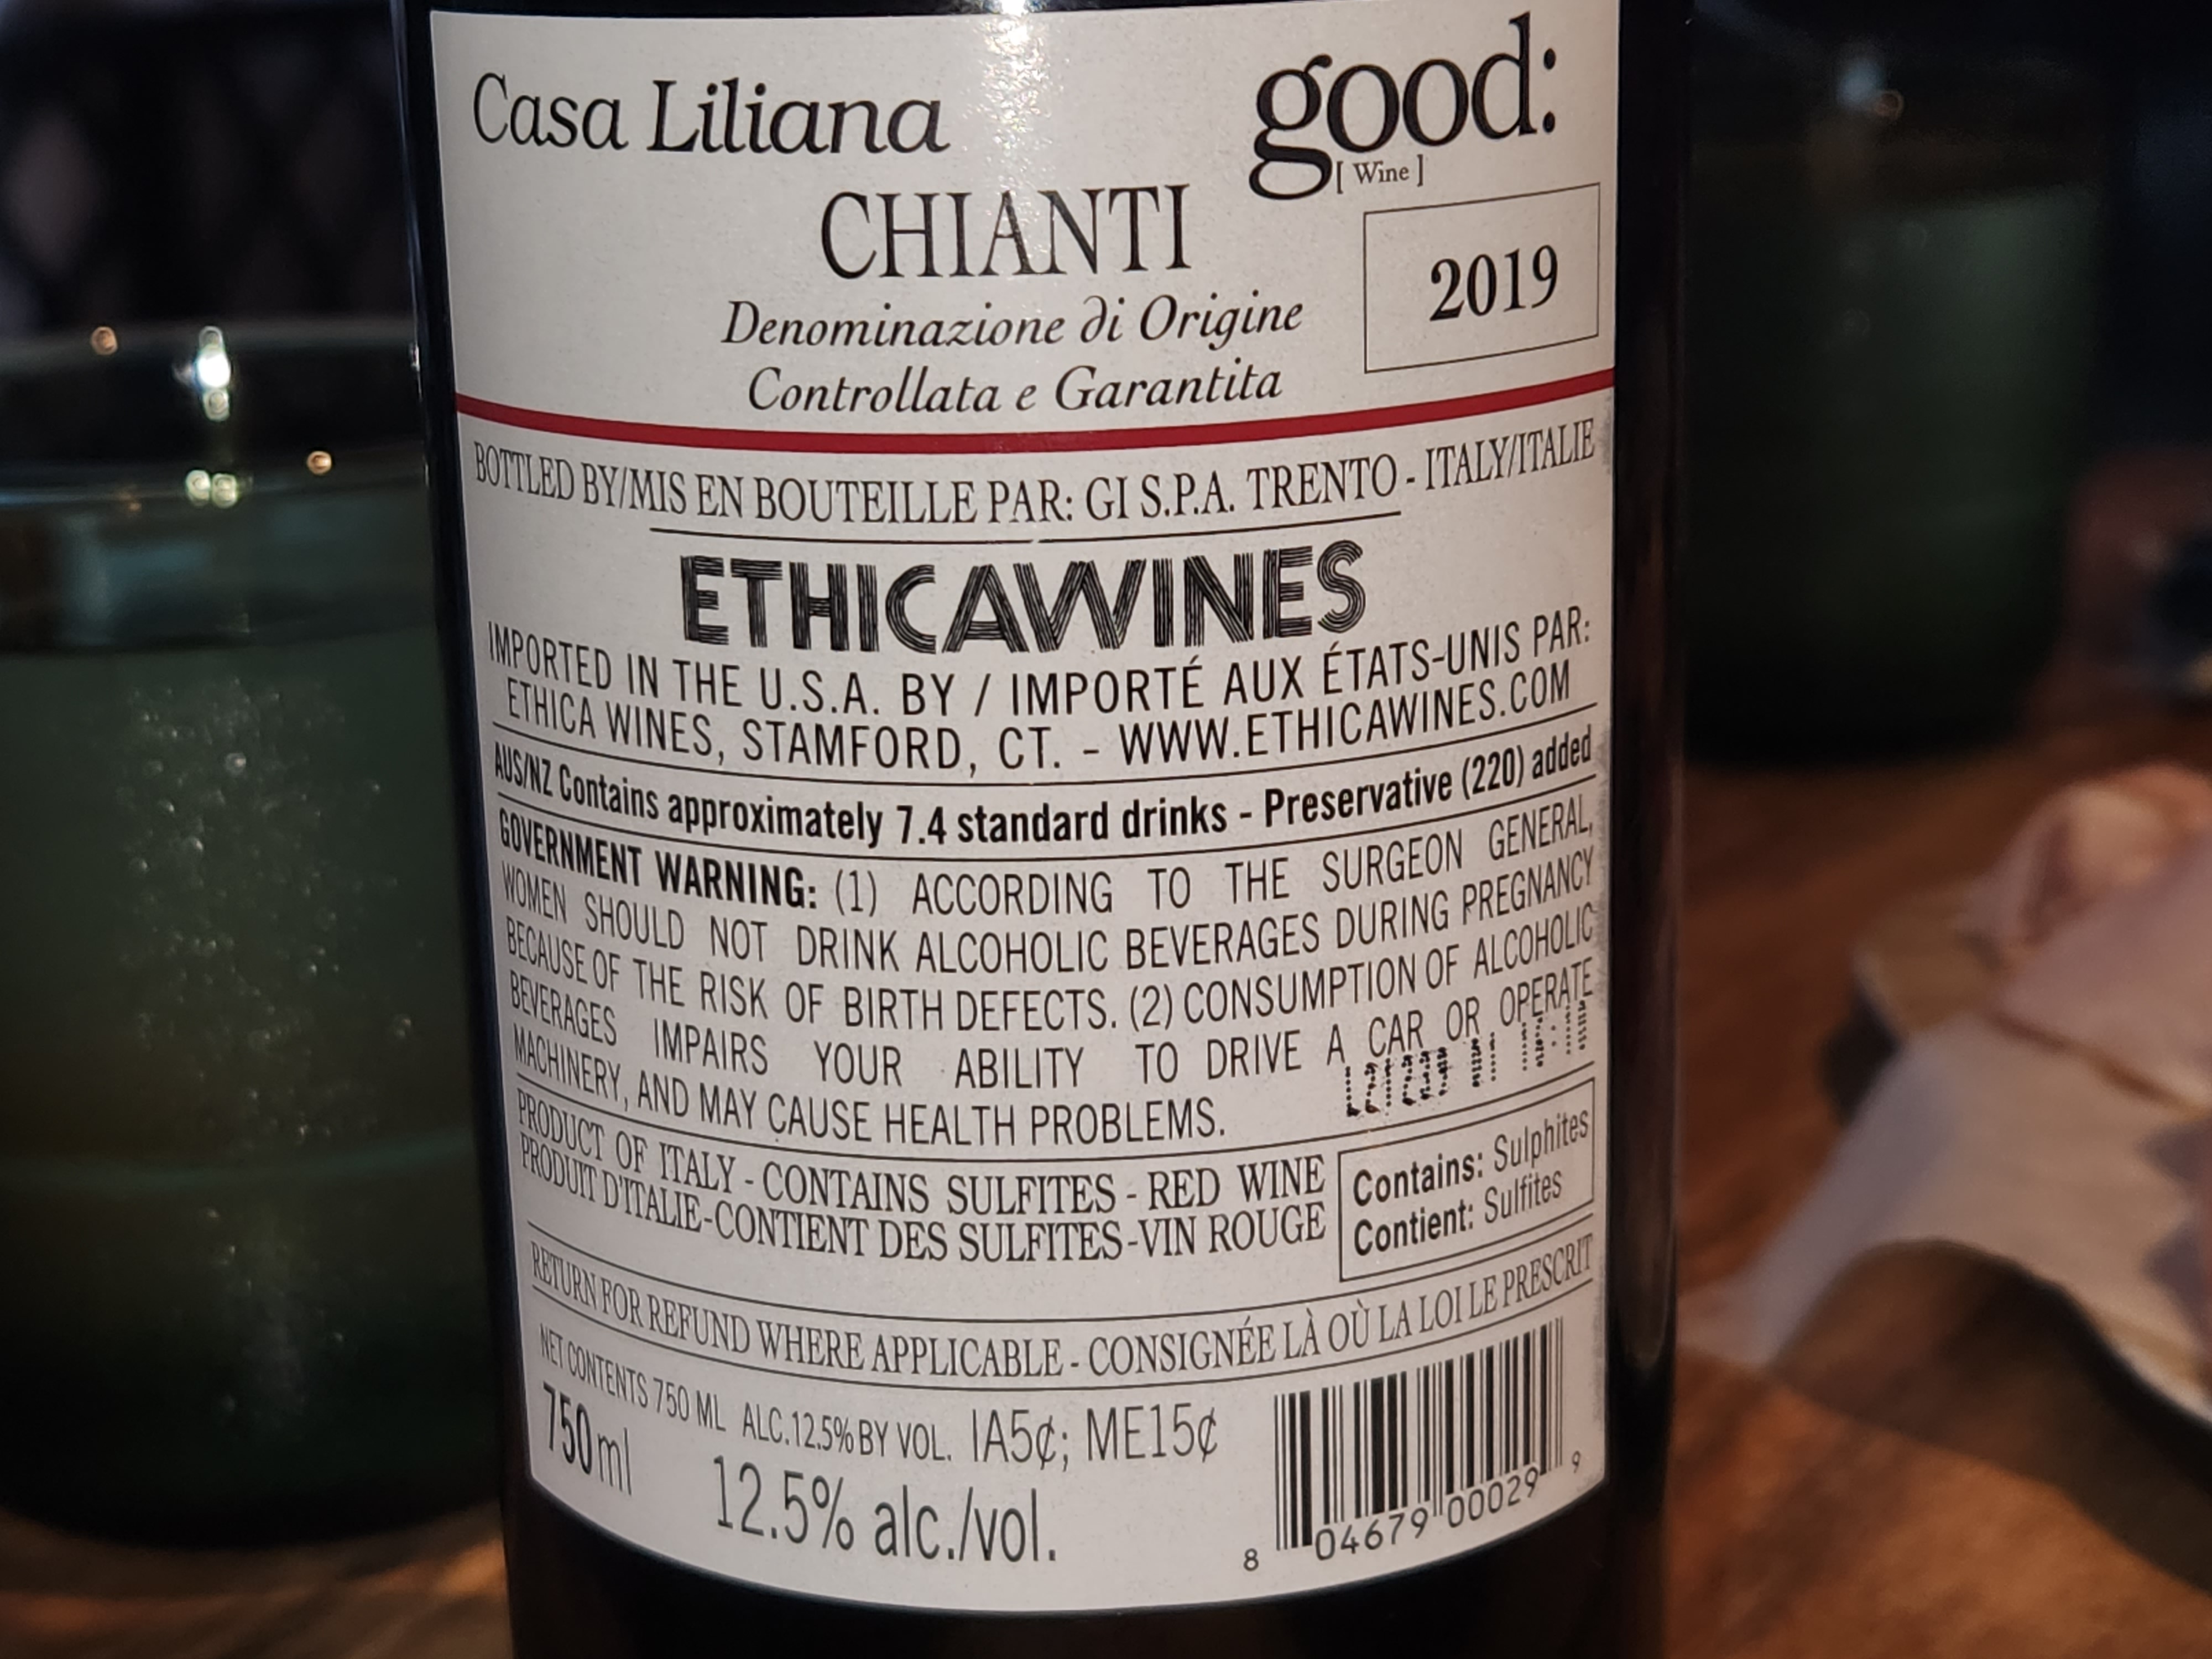 Casa Liliana
good:
[ Wine ]
CHIANTI
2019
Denominazione di Origine
Controllata e Garantita
BOTTLED BY/MIS EN BOUTEILLE PAR: GI S.P.A. TRENTO - ITALY/ITALIE
ETHICAWINES
IMPORTED IN THE U.S.A. BY / IMPORTÉ AUX ÉTATS-UNIS PAR:
ETHICA WINES, STAMFORD, CT. - WWW.ETHICAWINES.COM
AUS/NZ Contains approximately 7.4 standard drinks - Preservative (220) added
GOVERNMENT WARNING: (1) ACCORDING TO THE SURGEON GENERAL,
WOMEN SHOULD NOT DRINK ALCOHOLIC BEVERAGES DURING PREGNANCY
BECAUSE OF THE RISK OF BIRTH DEFECTS. (2) CONSUMPTION OF ALCOHOLIC
BEVERAGES IMPAIRS YOUR ABILITY TO DRIVE A CAR OR OPERATE
MACHINERY, AND MAY CAUSE HEALTH PROBLEMS.
PRODUCT OF ITALY - CONTAINS SULFITES - RED WINE
PRODUIT D'ITALIE-CONTIENT DES SULFITES-VIN ROUGE
Contains: Sulphites
Contient: Sulfites
RETURN FOR REFUND WHERE APPLICABLE - CONSIGNÉE LÀ OÙ LA LOI LE PRESCRIT
NET CONTENTS 750 ML ALC.12.5% BY VOL. IA5¢; ME15¢
750ml 12.5% alc./vol.
8 04679 00029 9